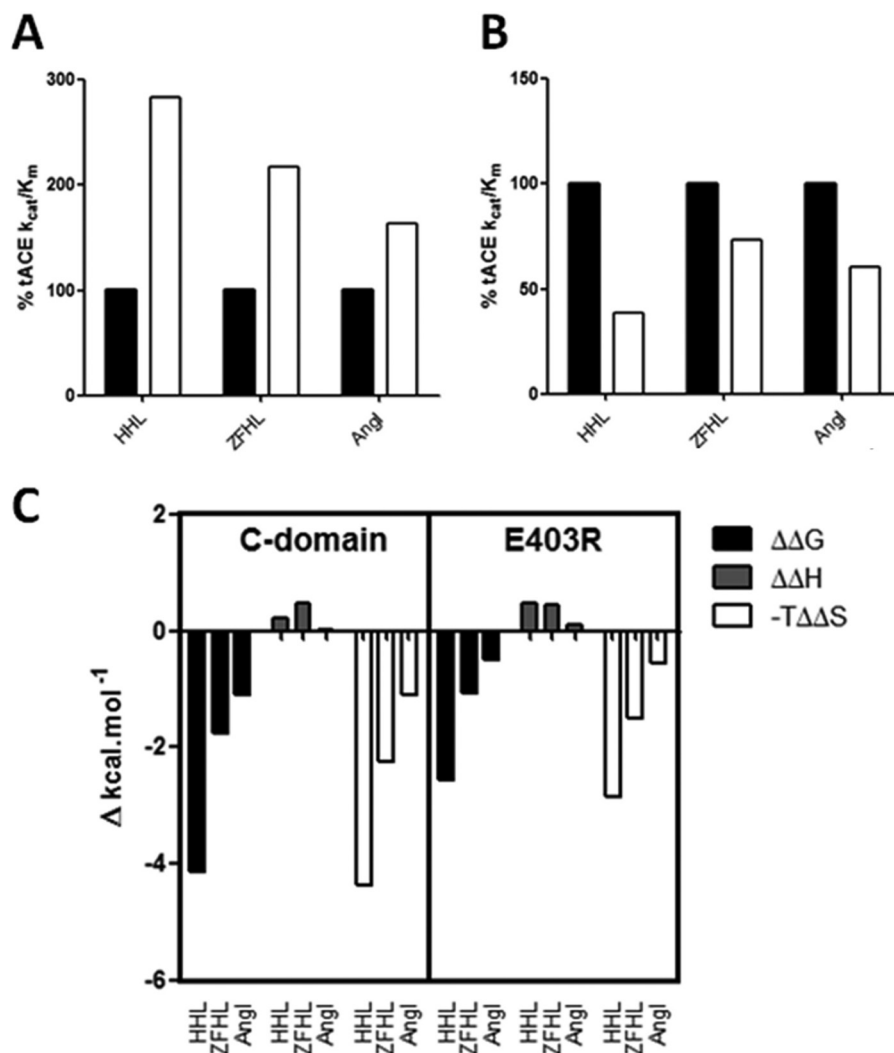 A
% tACE kcat/Km
300
200
100
0
HHL
ZFHL
AngI
B
% tACE kcat/Km
150
100
50
0
HHL
ZFHL
AngI
C
Δ kcal.mol⁻¹
2
0
-2
-4
-6
C-domain
E403R
HHL
ZFHL
AngI
HHL
ZFHL
AngI
HHL
ZFHL
AngI
HHL
ZFHL
AngI
HHL
ZFHL
AngI
HHL
ZFHL
AngI
ΔΔG
ΔΔH
-TΔΔS